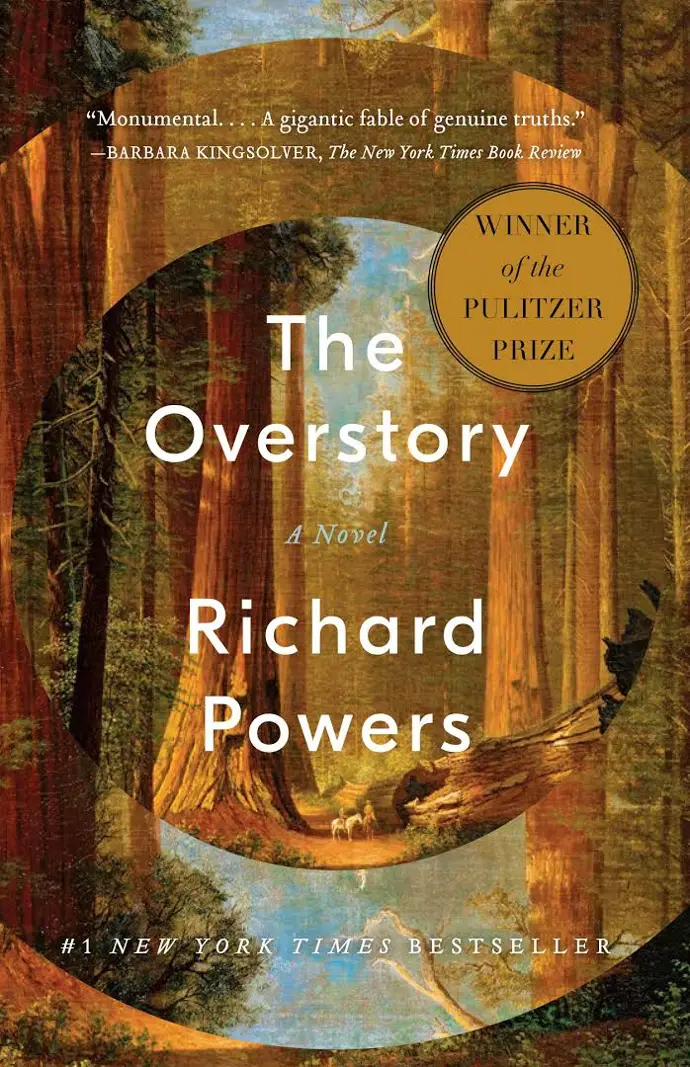 “Monumental. . . . A gigantic fable of genuine truths.”
—BARBARA KINGSOLVER, The New York Times Book Review
WINNER
of the
PULITZER
PRIZE
The
Overstory
A Novel
Richard
Powers
#1 NEW YORK TIMES BESTSELLER